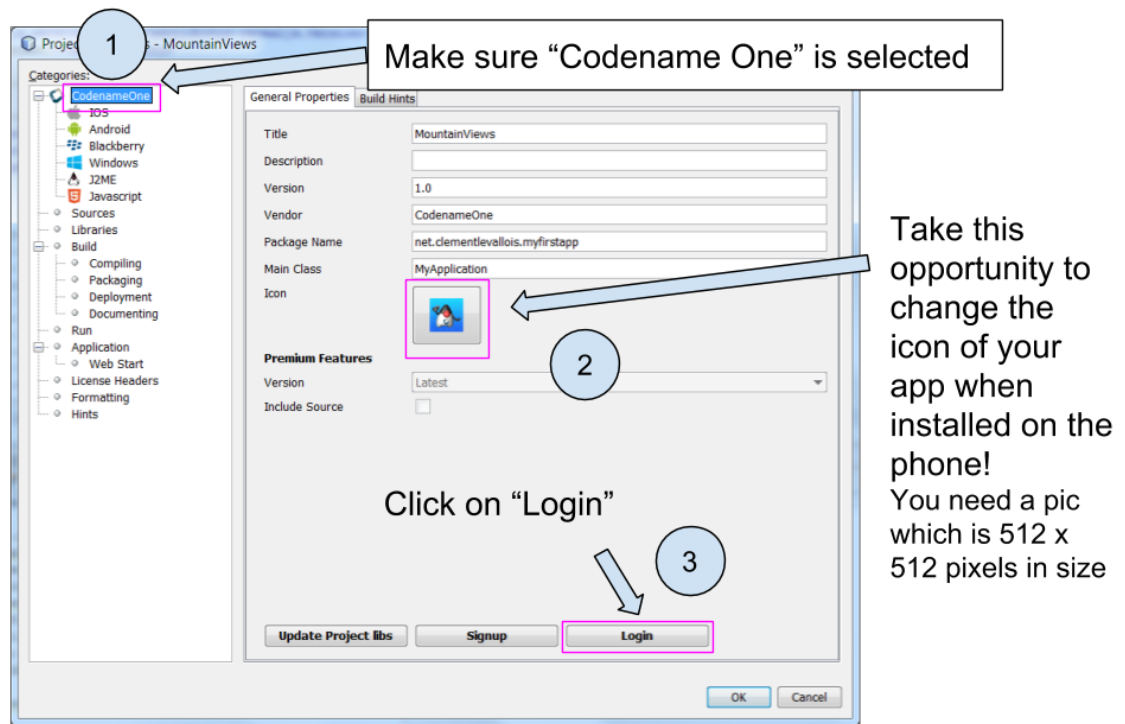 1
Projec
s - MountainViews
Make sure “Codename One” is selected
Categories:
CodenameOne
IOS
Android
Blackberry
Windows
J2ME
Javascript
Sources
Libraries
Build
Compiling
Packaging
Deployment
Documenting
Run
Application
Web Start
License Headers
Formatting
Hints
General Properties
Build Hints
Title
MountainViews
Description
Version
1.0
Vendor
CodenameOne
Package Name
net.clementlevallois.myfirstapp
Main Class
MyApplication
Icon
2
Premium Features
Version
Latest
Include Source
Take this
opportunity to
change the
icon of your
app when
installed on the
phone!
You need a pic
which is 512 x
512 pixels in size
Click on “Login”
3
Update Project libs
Signup
Login
OK
Cancel